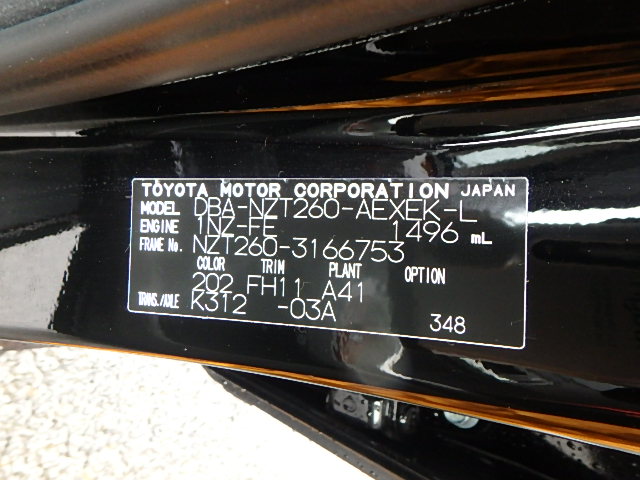 TOYOTA MOTOR CORPORATION JAPAN
MODEL DBA-NZT260-AEXEK-L
ENGINE 1NZ-FE 1496 mL
FRAME No. NZT260-3166753
COLOR TRIM PLANT OPTION
202 FH11 A41
TRANS./AXLE K312 -03A
348